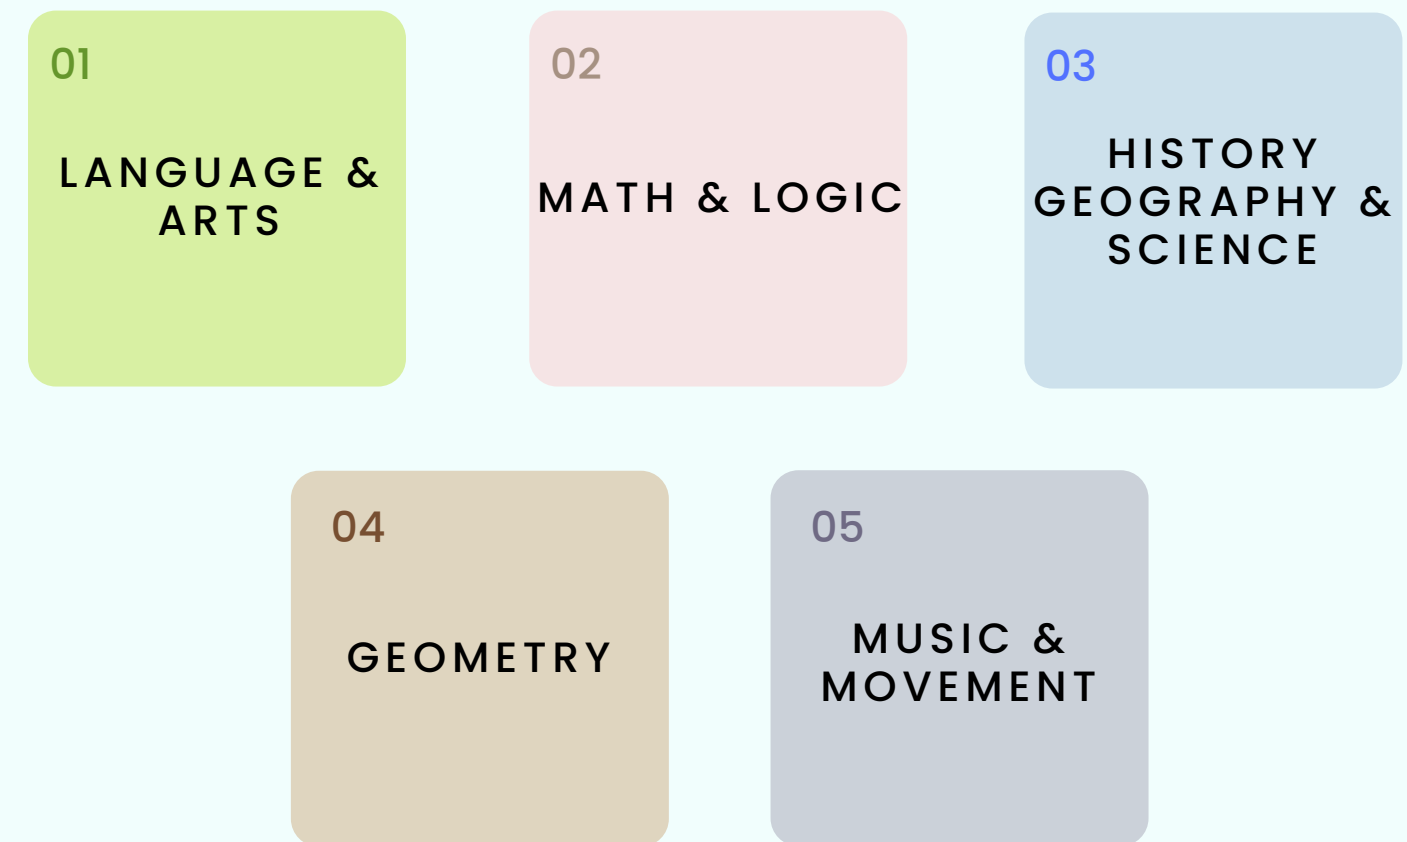 01
LANGUAGE &
ARTS
02
MATH & LOGIC
03
HISTORY
GEOGRAPHY &
SCIENCE
04
GEOMETRY
05
MUSIC &
MOVEMENT